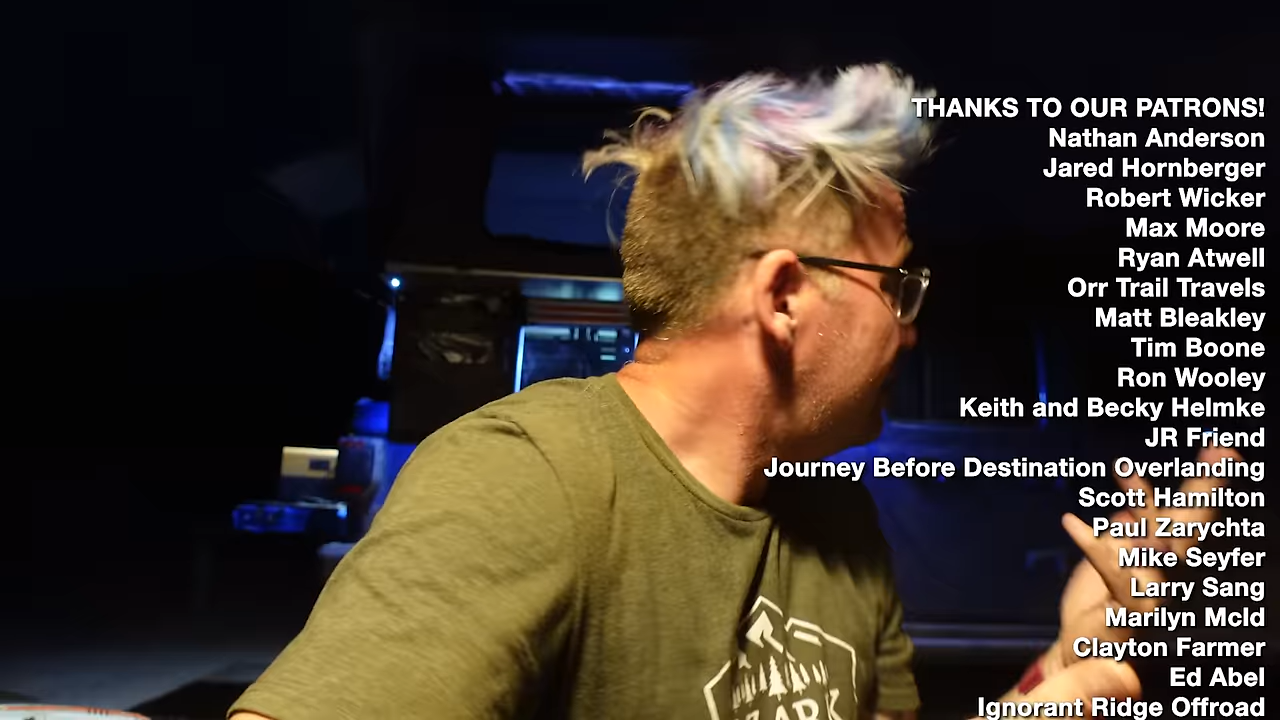 THANKS TO OUR PATRONS!
Nathan Anderson
Jared Hornberger
Robert Wicker
Max Moore
Ryan Atwell
Orr Trail Travels
Matt Bleakley
Tim Boone
Ron Wooley
Keith and Becky Helmke
JR Friend
Journey Before Destination Overlanding
Scott Hamilton
Paul Zarychta
Mike Seyfer
Larry Sang
Marilyn Mcld
Clayton Farmer
Ed Abel
Ignorant Ridge Offroad